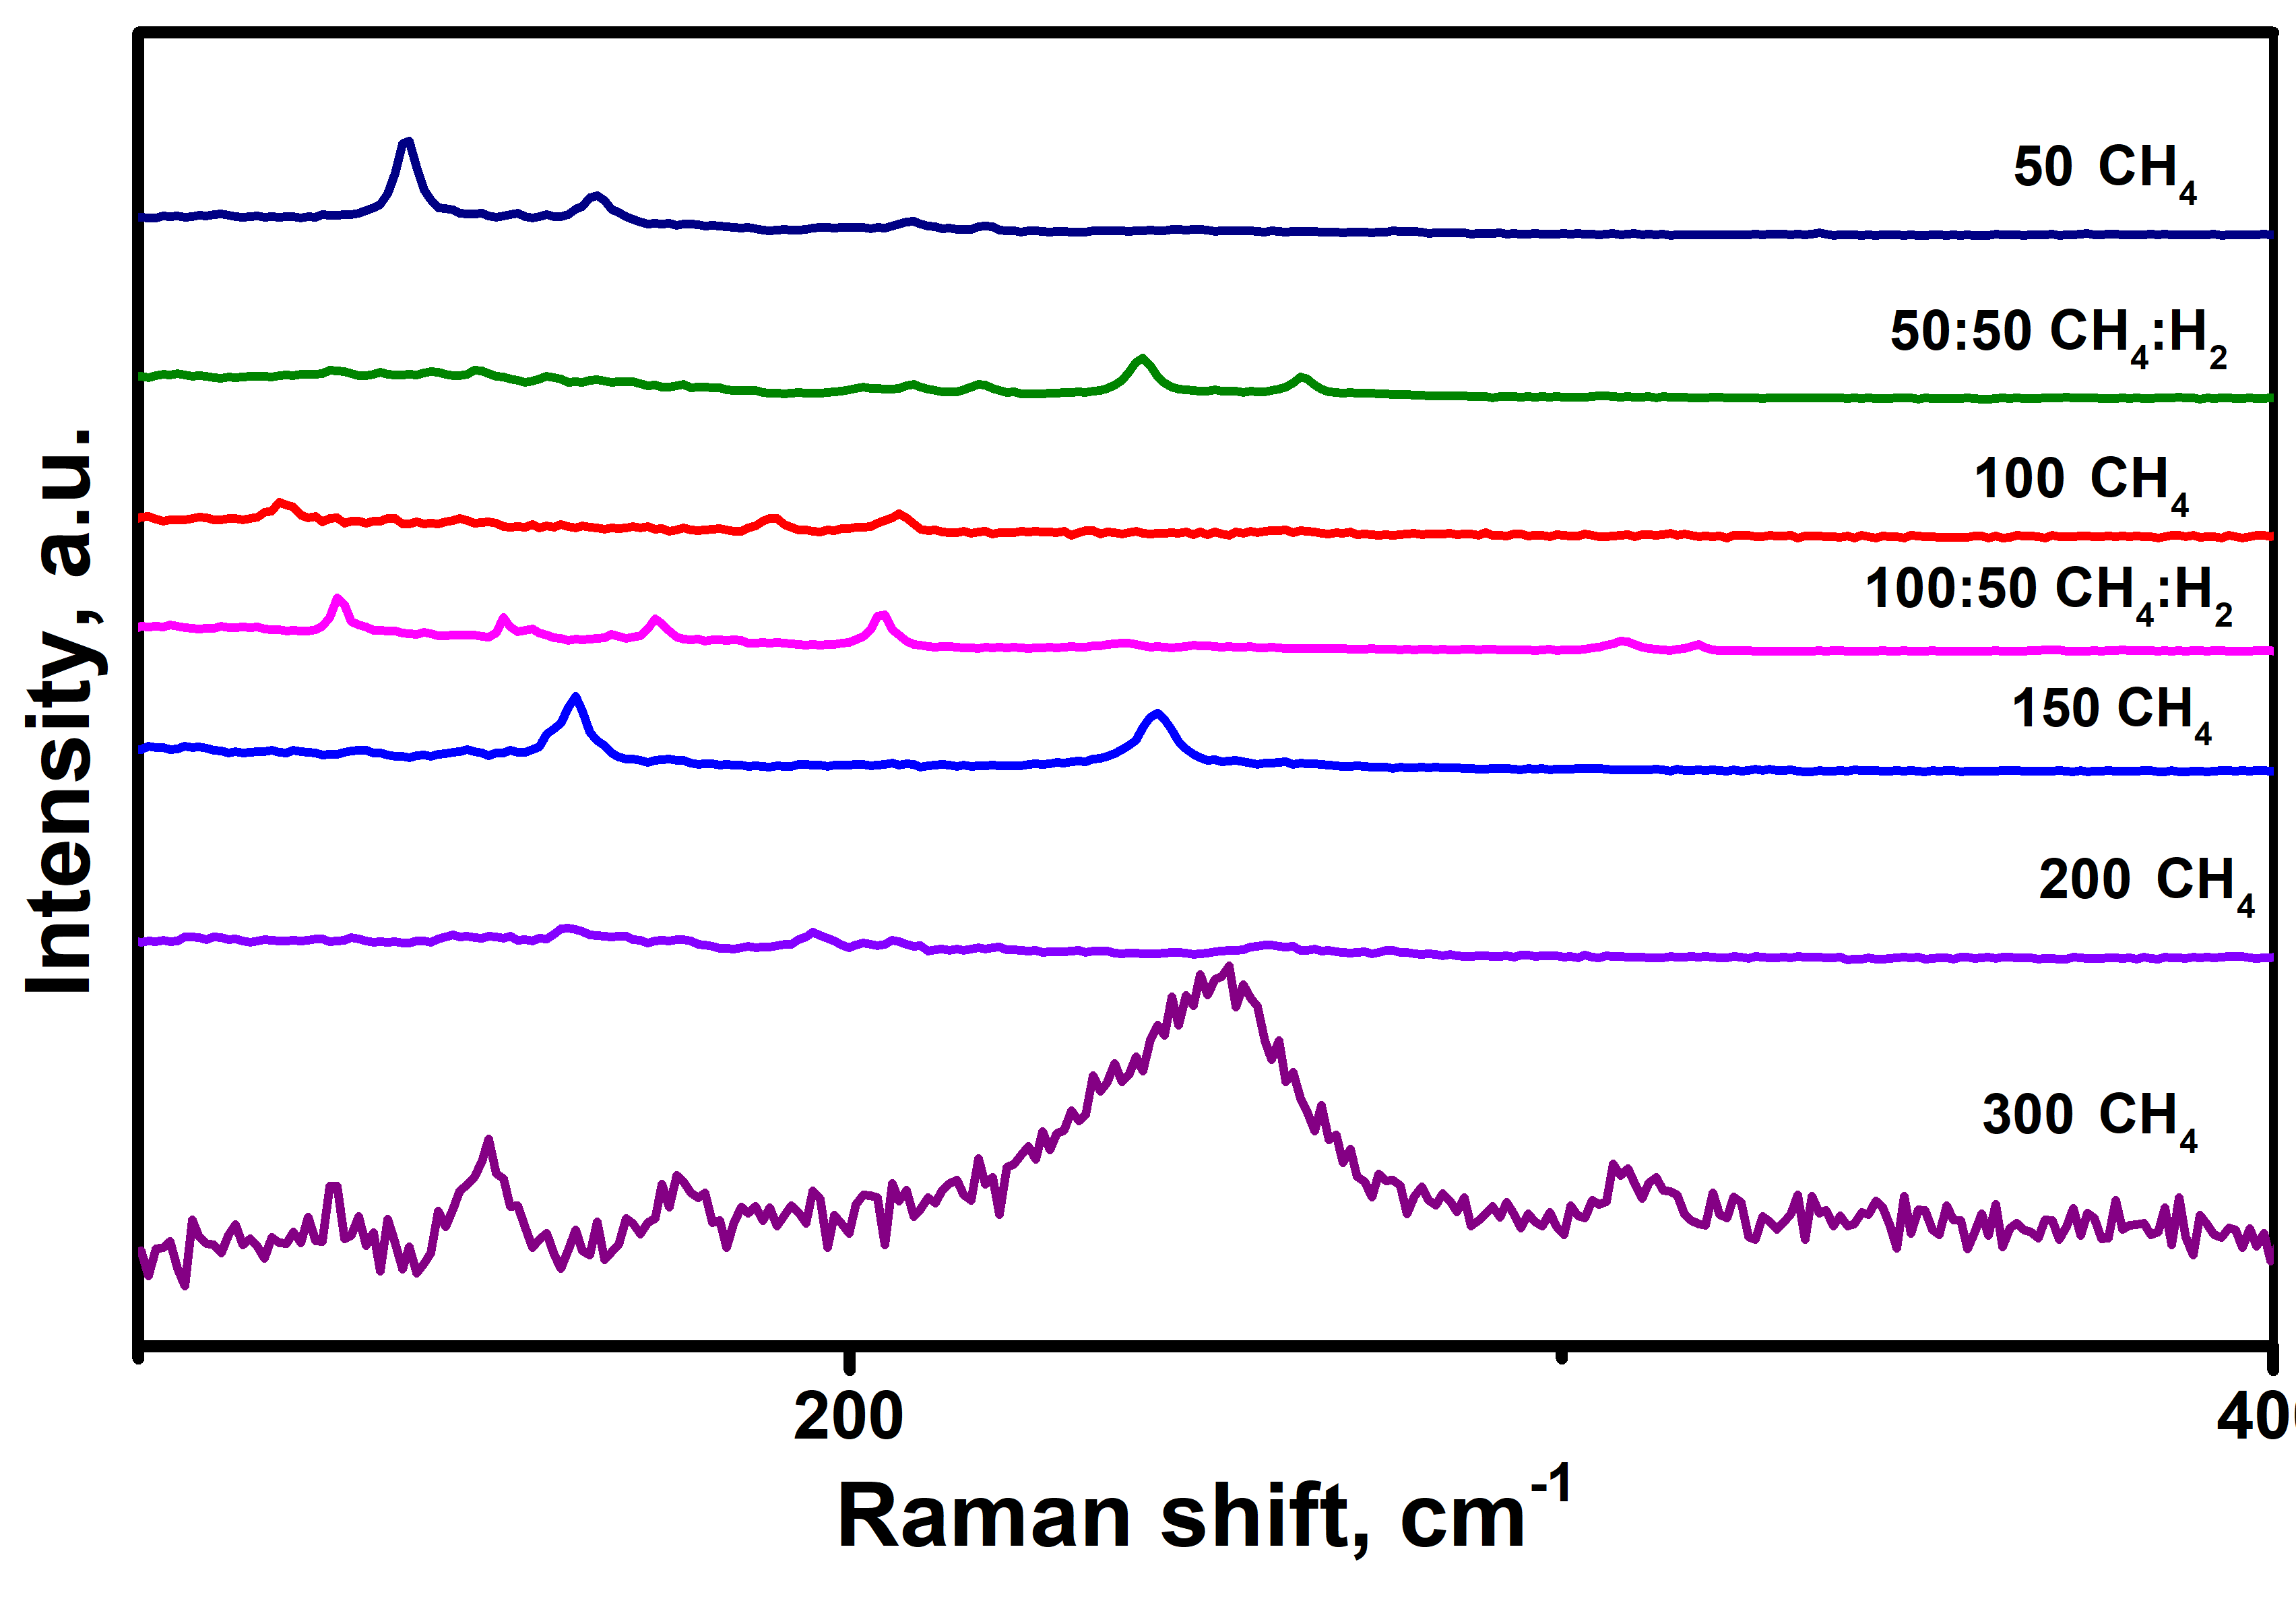 50 CH₄
50:50 CH₄:H₂
100 CH₄
100:50 CH₄:H₂
150 CH₄
200 CH₄
300 CH₄
Intensity, a.u.
200
40
Raman shift, cm⁻¹